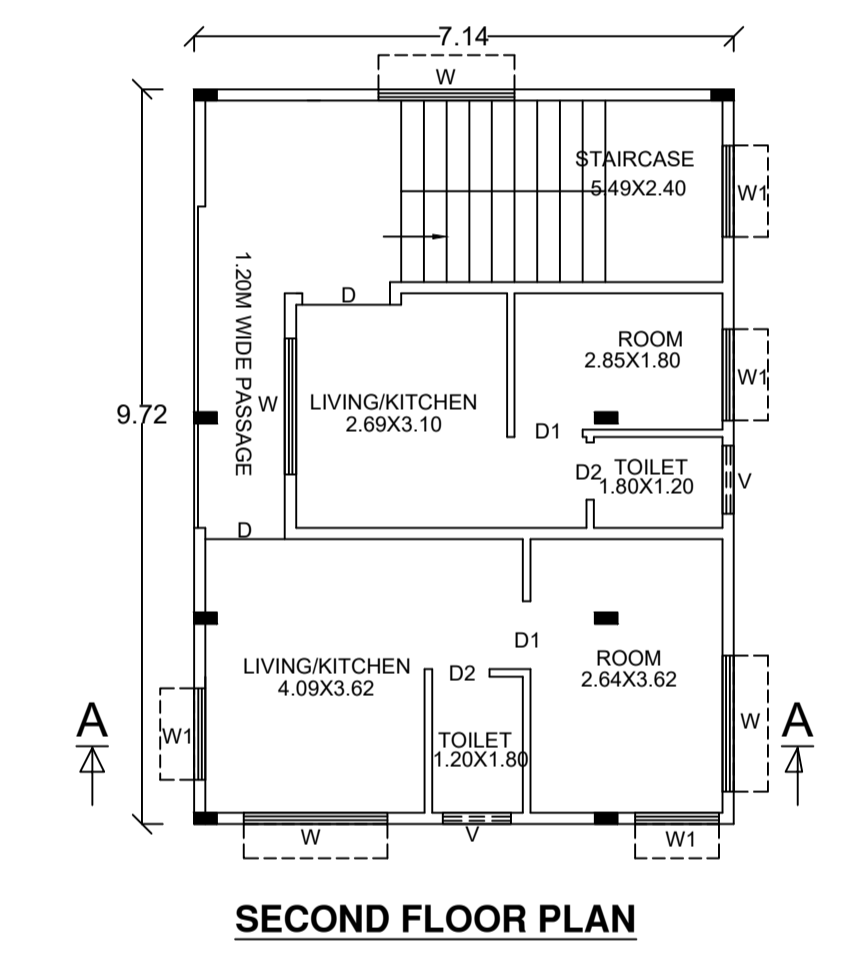 7.14
W
STAIRCASE
5.49X2.40
W1
1.20M WIDE PASSAGE
D
ROOM
2.85X1.80
W1
9.72
W
LIVING/KITCHEN
2.69X3.10
D1
D2
TOILET
1.80X1.20
V
D
D1
LIVING/KITCHEN
4.09X3.62
D2
ROOM
2.64X3.62
A
W1
TOILET
1.20X1.80
W
A
W
V
W1
SECOND FLOOR PLAN